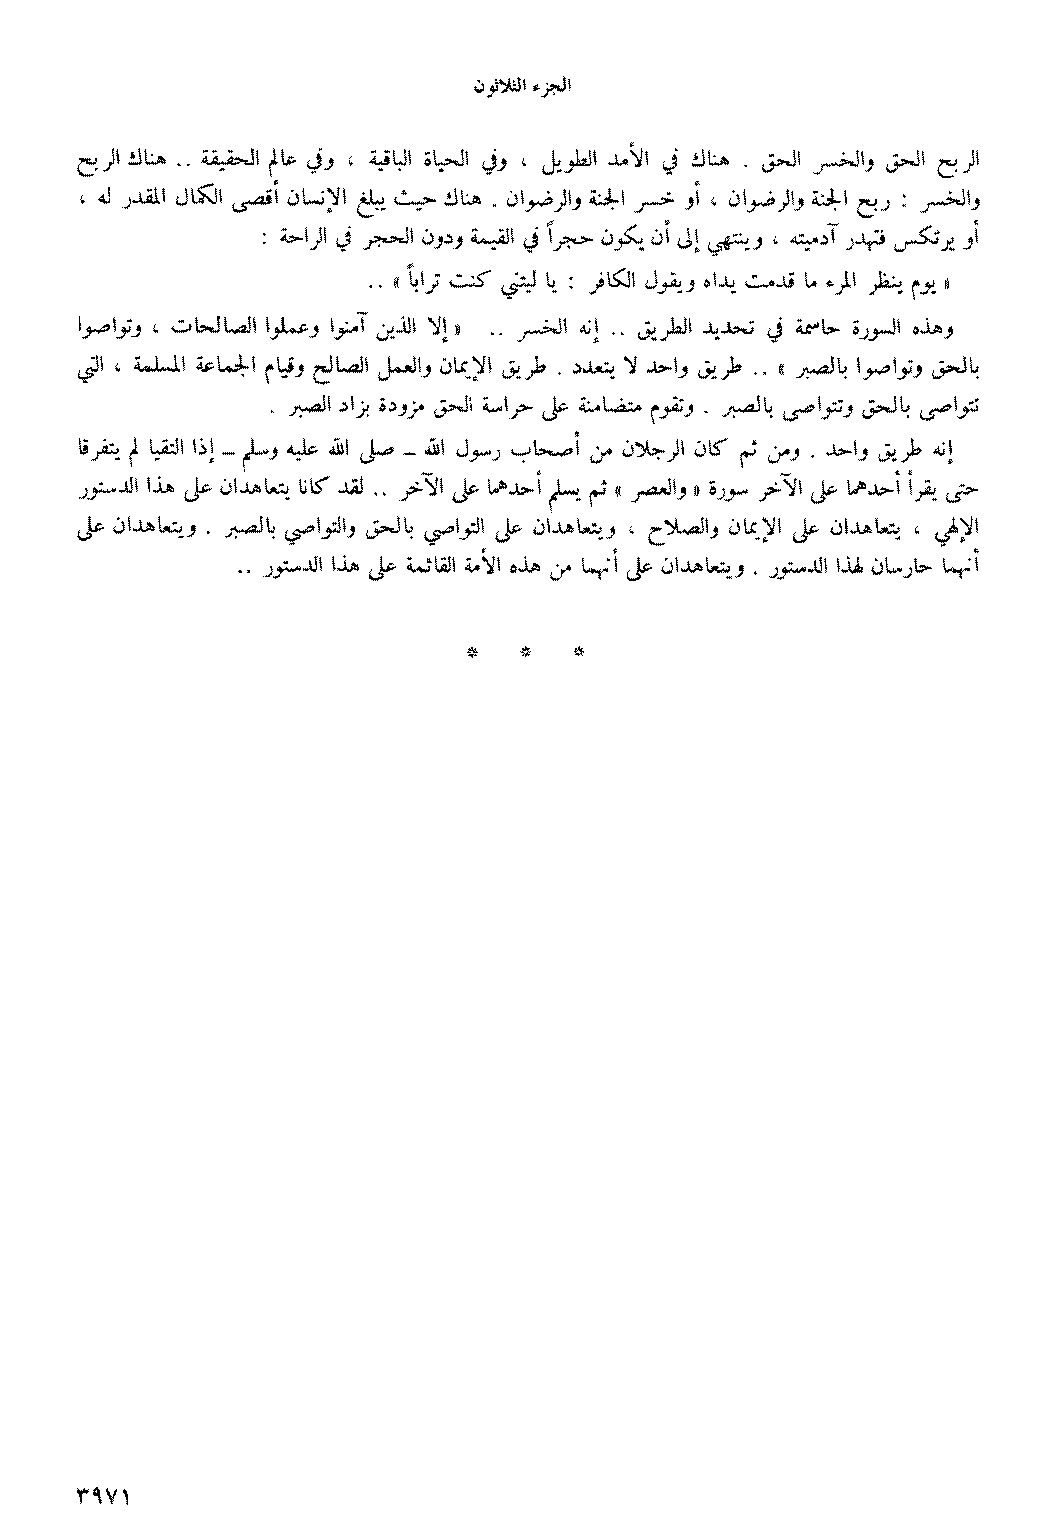 الجزء الثلاثون
الربح الحق والخسر الحق . هناك في الأمد الطويل ، وفي الحياة الباقية ، وفي عالم الحقيقة .. هناك الربح
والخسر : ربح الجنة والرضوان ، أو خسر الجنة والرضوان . هناك حيث يبلغ الإنسان أقصى الكمال المقدر له ،
أو يرتكس فتهدر آدميته ، وينتهي إلى أن يكون حجراً في القيمة ودون الحجر في الراحة :
« يوم ينظر المرء ما قدمت يداه ويقول الكافر : يا ليتني كنت تراباً » ..
وهذه السورة حاسمة في تحديد الطريق .. إنه الخسر .. « إلا الذين آمنوا وعملوا الصالحات ، وتواصوا
بالحق وتواصوا بالصبر » .. طريق واحد لا يتعدد . طريق الإيمان والعمل الصالح وقيام الجماعة المسلمة ، التي
تتواصى بالحق وتتواصى بالصبر . وتقوم متضامنة على حراسة الحق مزودة بزاد الصبر .
إنه طريق واحد . ومن ثم كان الرجلان من أصحاب رسول الله – صلى الله عليه وسلم – إذا التقيا لم يتفرقا
حتى يقرأ أحدهما على الآخر سورة « والعصر » ثم يسلم أحدهما على الآخر .. لقد كانا يتعاهدان على هذا الدستور
الإلهي ، يتعاهدان على الإيمان والصلاح ، ويتعاهدان على التواصي بالحق والتواصي بالصبر . ويتعاهدان على
أنهما حارسان لهذا الدستور . ويتعاهدان على أنهما من هذه الأمة القائمة على هذا الدستور ..
* * *
٣٩٧١